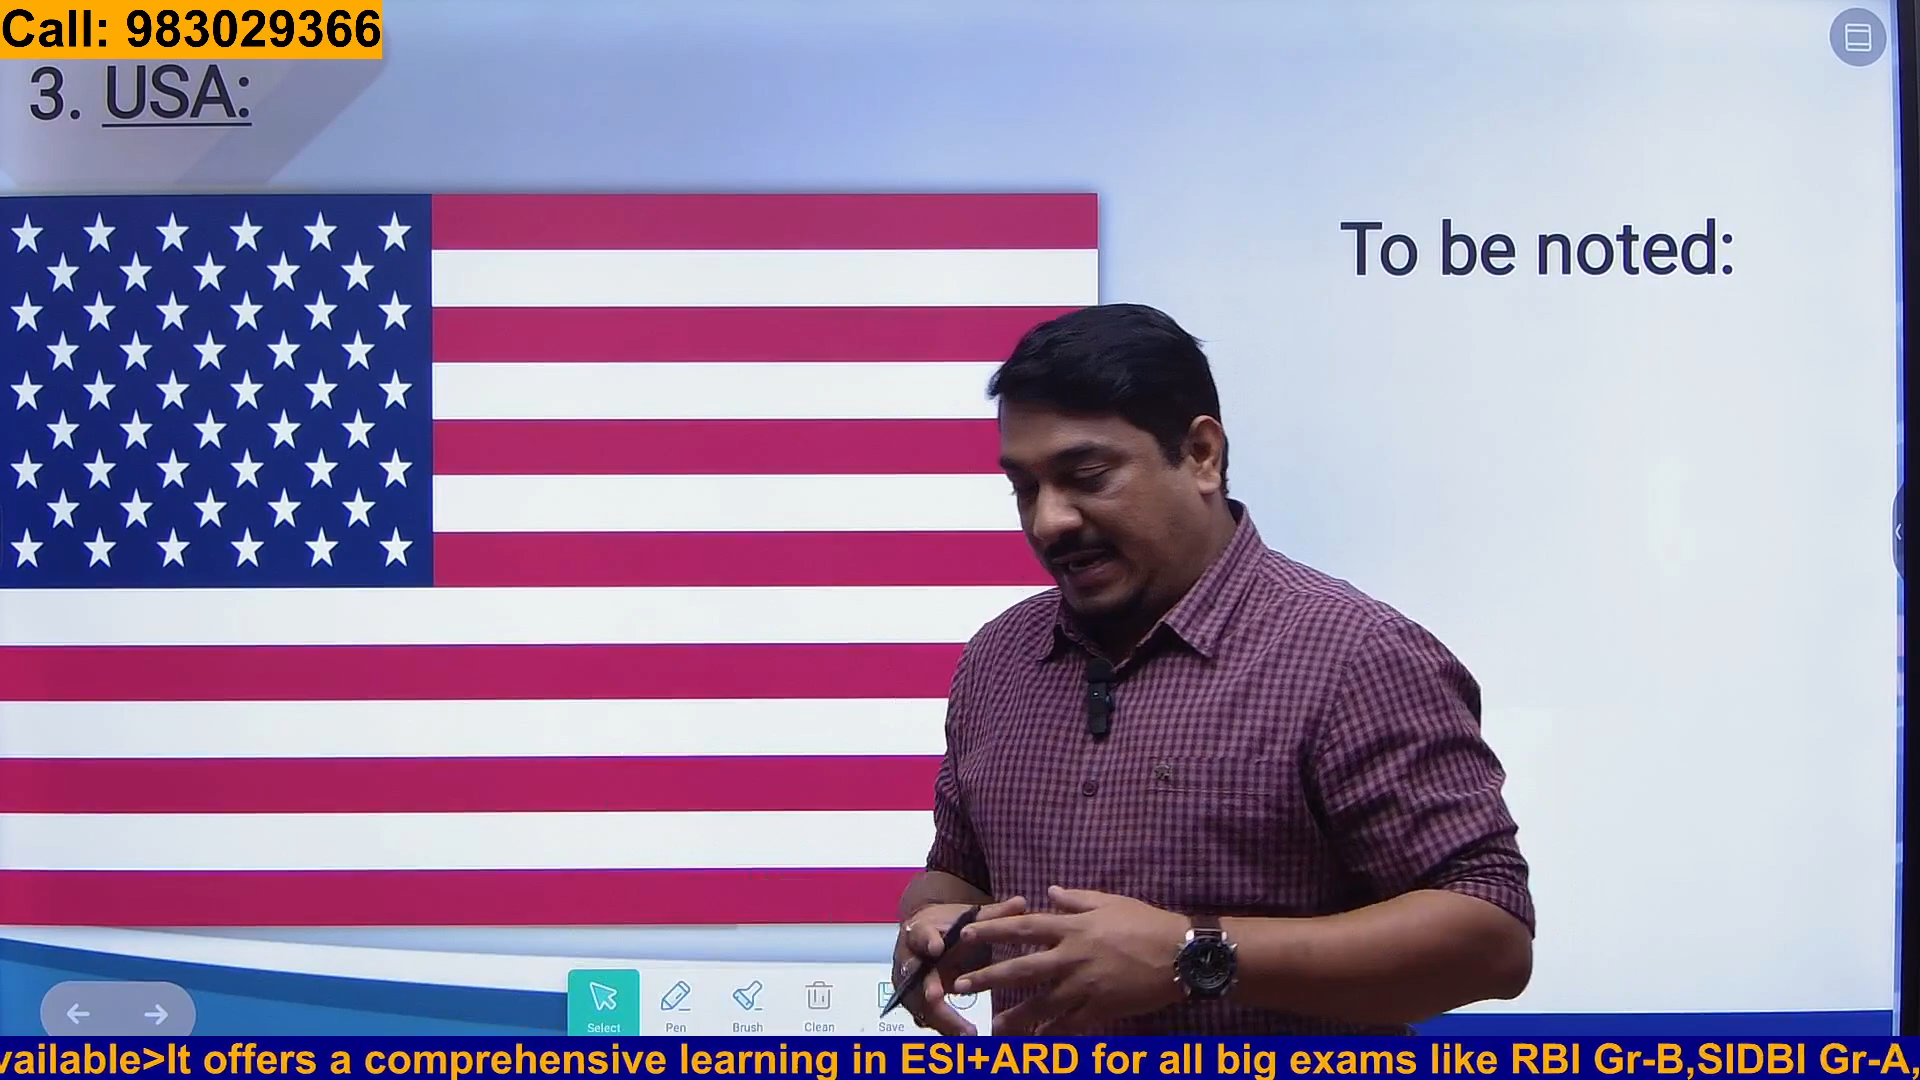 Call: 983029366
3. USA:
To be noted:
Select
Pen
Brush
Clean
Save
vailable>It offers a comprehensive learning in ESI+ARD for all big exams like RBI Gr-B,SIDBI Gr-A,